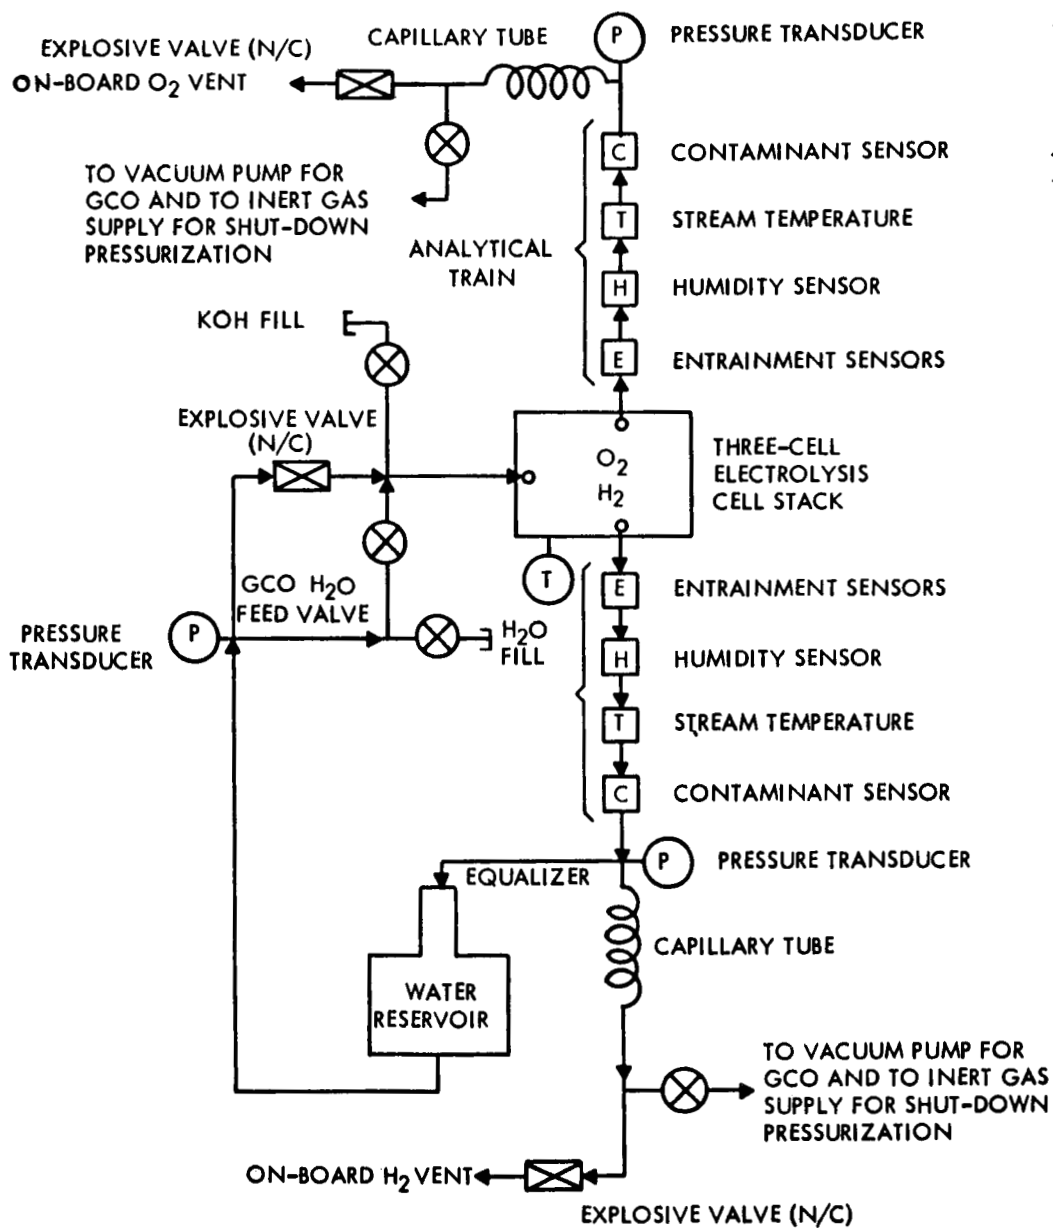 EXPLOSIVE VALVE (N/C)
CAPILLARY TUBE
P
PRESSURE TRANSDUCER
ON-BOARD O2 VENT
C
CONTAMINANT SENSOR
TO VACUUM PUMP FOR
GCO AND TO INERT GAS
SUPPLY FOR SHUT-DOWN
PRESSURIZATION
T
STREAM TEMPERATURE
ANALYTICAL
TRAIN
H
HUMIDITY SENSOR
KOH FILL
E
ENTRAINMENT SENSORS
EXPLOSIVE VALVE
(N/C)
O2
H2
THREE-CELL
ELECTROLYSIS
CELL STACK
T
GCO H2O
FEED VALVE
E
ENTRAINMENT SENSORS
PRESSURE
TRANSDUCER
P
H2O
FILL
H
HUMIDITY SENSOR
T
STREAM TEMPERATURE
C
CONTAMINANT SENSOR
P
PRESSURE TRANSDUCER
EQUALIZER
CAPILLARY TUBE
WATER
RESERVOIR
TO VACUUM PUMP FOR
GCO AND TO INERT GAS
SUPPLY FOR SHUT-DOWN
PRESSURIZATION
ON-BOARD H2 VENT
EXPLOSIVE VALVE (N/C)